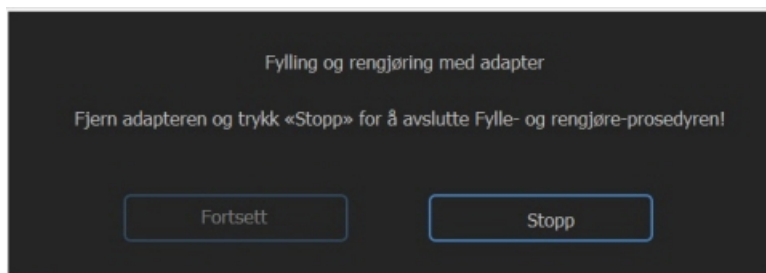 Fylling og rengjøring med adapter
Fjern adapteren og trykk «Stopp» for å avslutte Fylle- og rengjøre-prosedyren!
Fortsett
Stopp